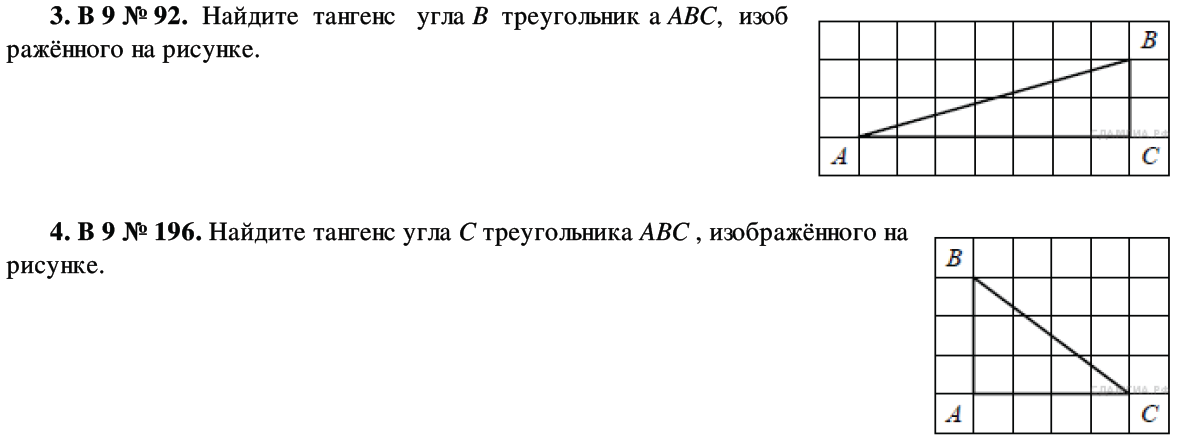 3. В 9 № 92. Найдите тангенс угла B треугольник а ABC, изоб
ражённого на рисунке.
B
A
C
4. В 9 № 196. Найдите тангенс угла C треугольника ABC , изображённого на
рисунке.
B
A
C